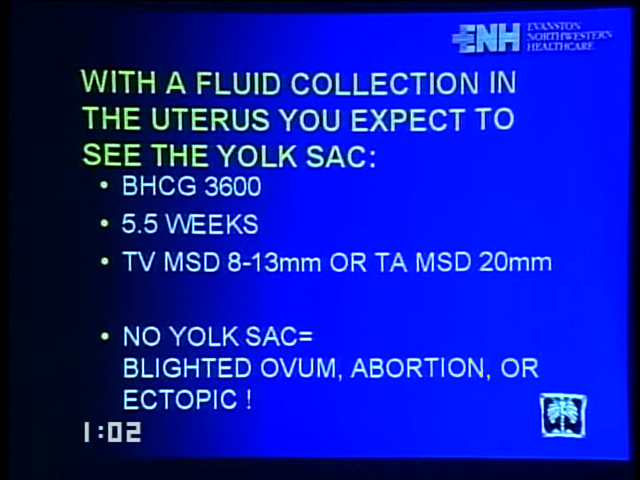 ENH
EVANSTON
NORTHWESTERN
HEALTHCARE
WITH A FLUID COLLECTION IN
THE UTERUS YOU EXPECT TO
SEE THE YOLK SAC:
• BHCG 3600
• 5.5 WEEKS
• TV MSD 8-13mm OR TA MSD 20mm
• NO YOLK SAC=
BLIGHTED OVUM, ABORTION, OR
ECTOPIC !
1:02